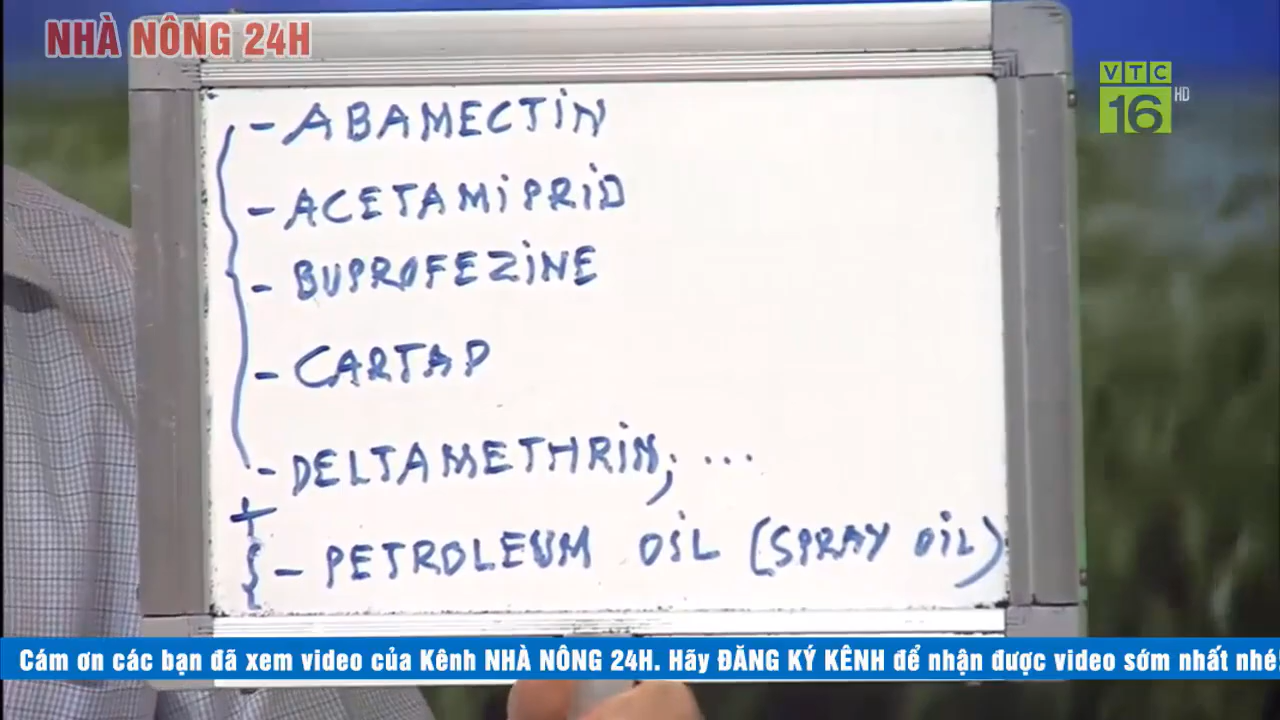 NHÀ NÔNG 24H
VTC
16 HD
- ABAMECTIN
- ACETAMIPRID
- BUPROFEZINE
- CARTAP
- DELTAMETHRIN; ...
+
- PETROLEUM OIL (SPRAY OIL)
Cám ơn các bạn đã xem video của Kênh NHÀ NÔNG 24H. Hãy ĐĂNG KÝ KÊNH để nhận được video sớm nhất nhé!